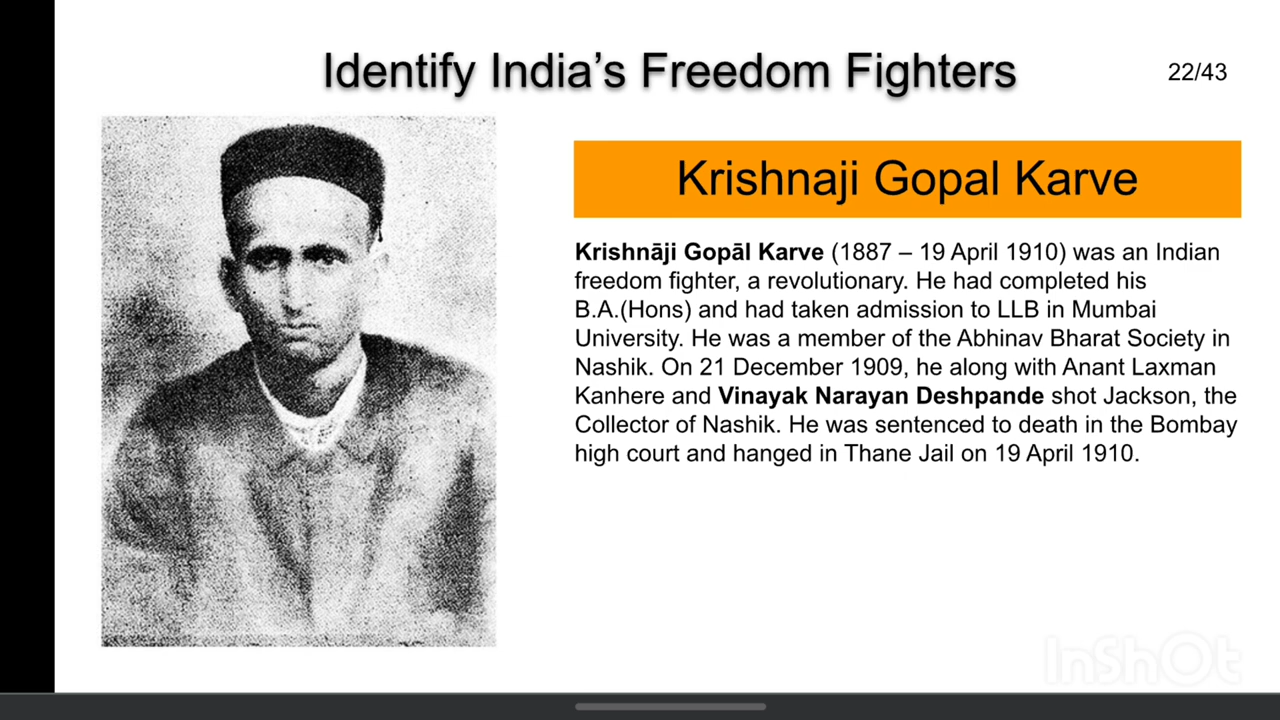 Identify India’s Freedom Fighters
22/43
Krishnaji Gopal Karve
Krishnāji Gopāl Karve (1887 – 19 April 1910) was an Indian
freedom fighter, a revolutionary. He had completed his
B.A.(Hons) and had taken admission to LLB in Mumbai
University. He was a member of the Abhinav Bharat Society in
Nashik. On 21 December 1909, he along with Anant Laxman
Kanhere and Vinayak Narayan Deshpande shot Jackson, the
Collector of Nashik. He was sentenced to death in the Bombay
high court and hanged in Thane Jail on 19 April 1910.
InShOt